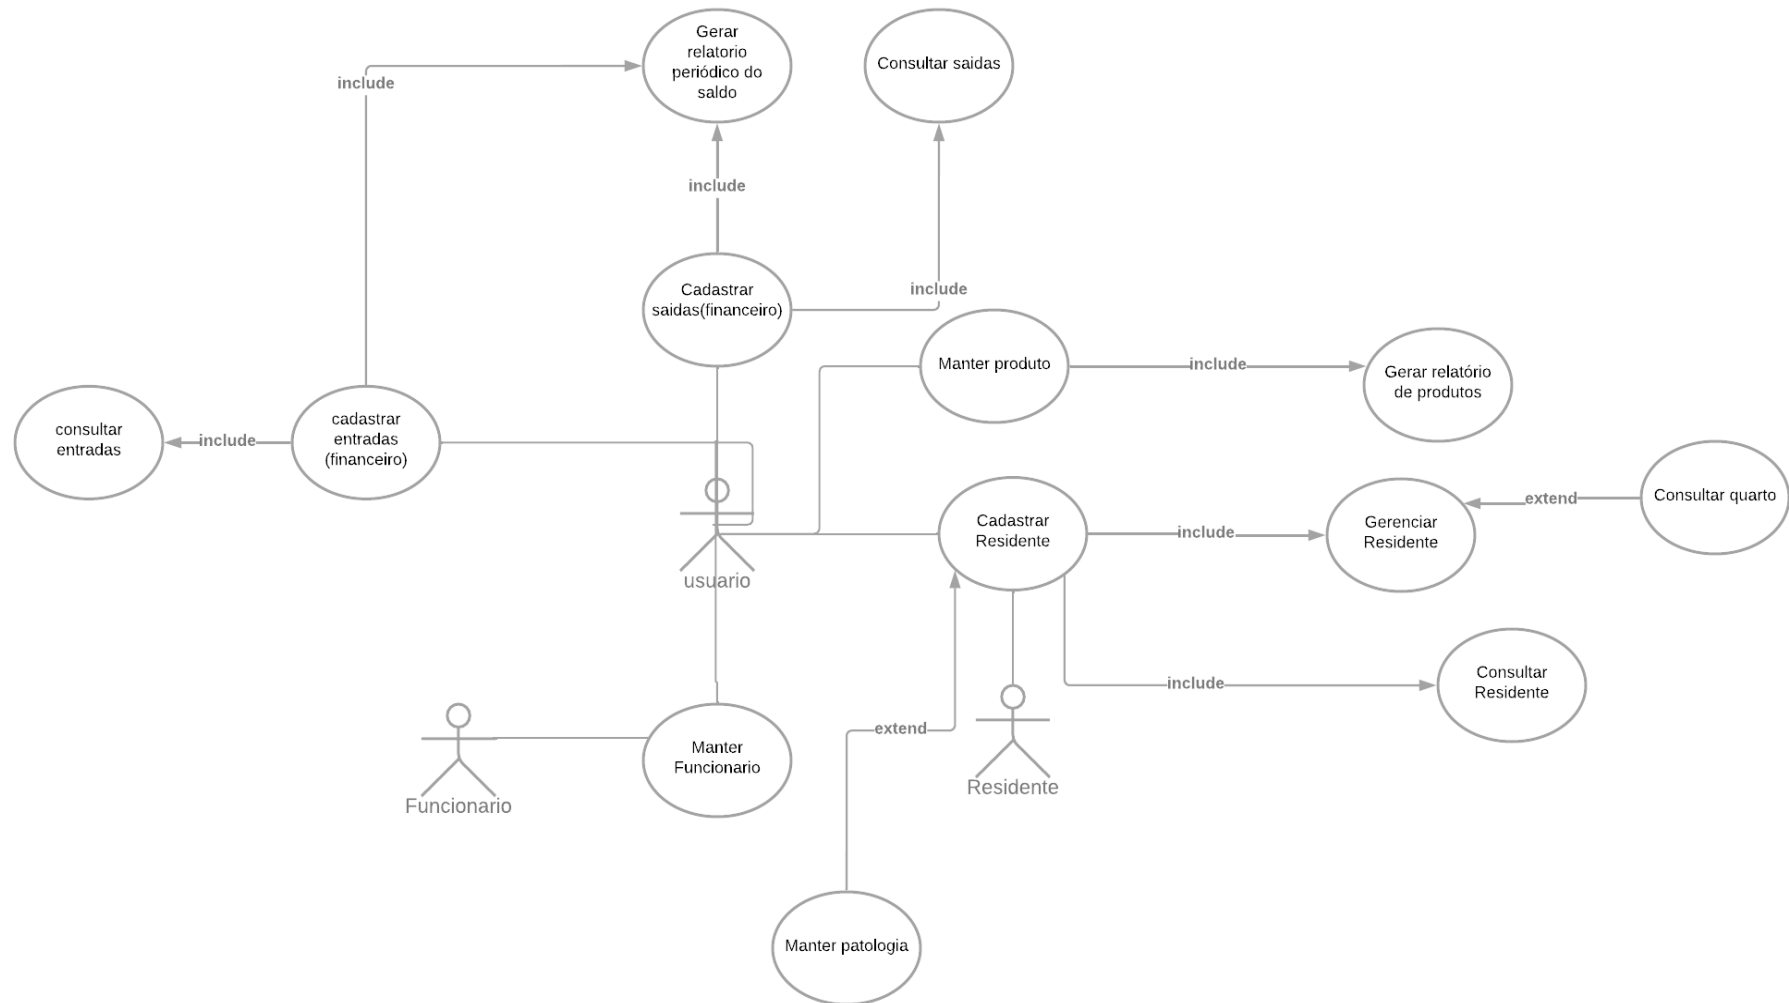 Gerar
relatorio
periódico do
saldo
Consultar saidas
include
include
Cadastrar
saidas(financeiro)
include
Manter produto
include
Gerar relatório
de produtos
consultar
entradas
include
cadastrar
entradas
(financeiro)
Consultar quarto
extend
Cadastrar
Residente
include
Gerenciar
Residente
usuario
Consultar
Residente
include
extend
Manter
Funcionario
Residente
Funcionario
Manter patologia